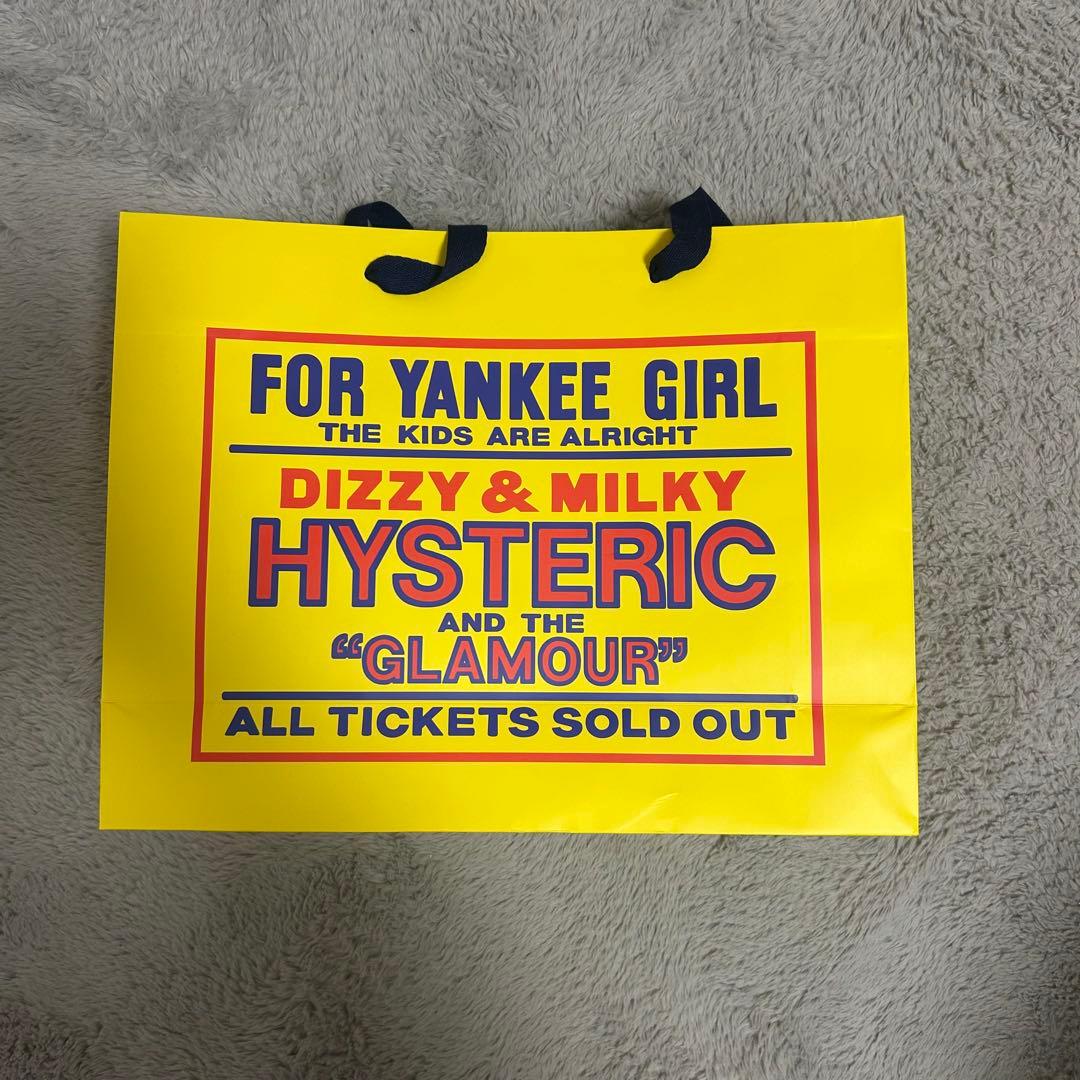 FOR YANKEE GIRL
THE KIDS ARE ALRIGHT
DIZZY & MILKY
HYSTERIC
AND THE
“GLAMOUR”
ALL TICKETS SOLD OUT